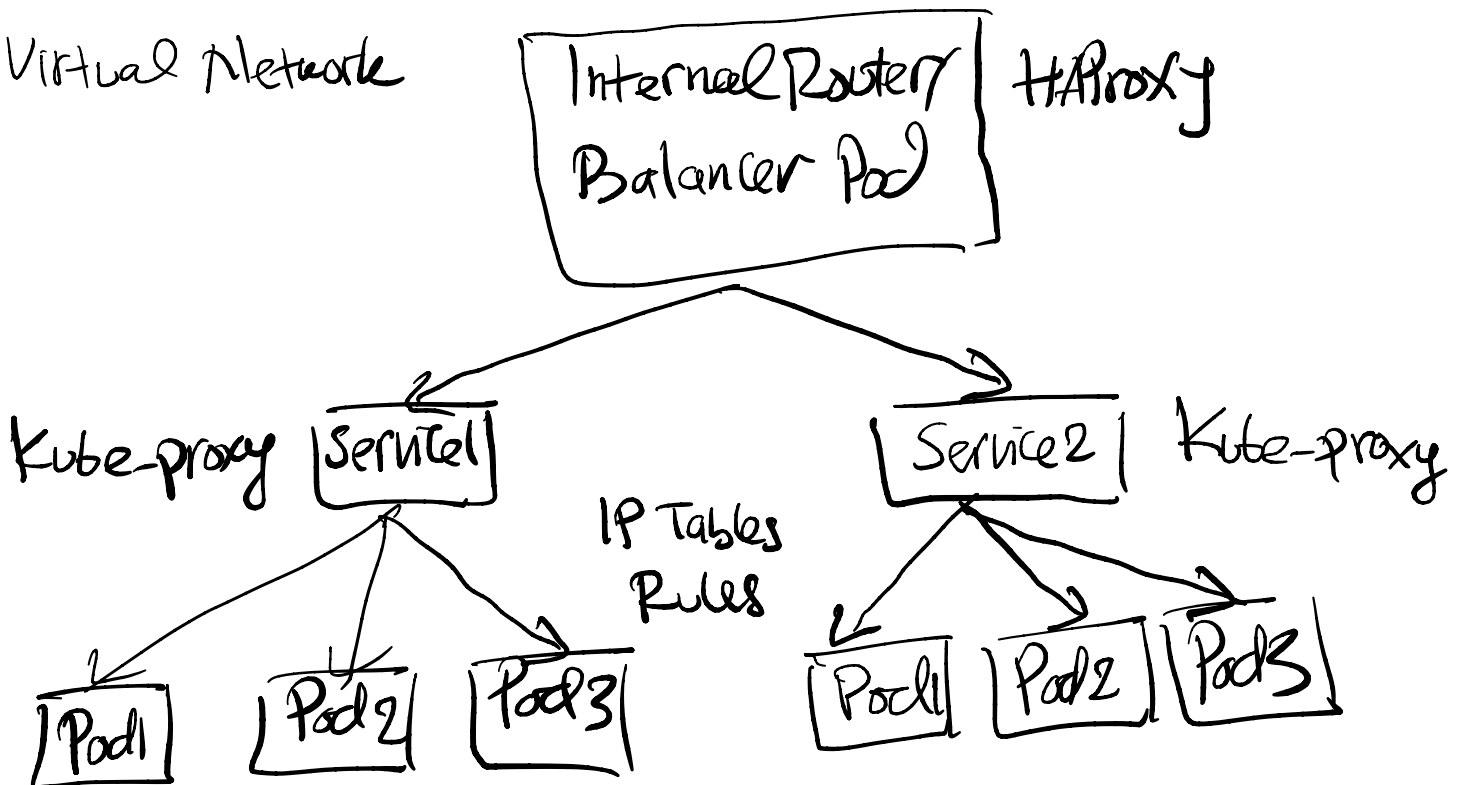 Virtual Network
Internal Router/
Balancer Pod
HAProxy
Kube-proxy
Service1
Service2
Kube-proxy
IP Tables
Rules
Pod1
Pod2
Pod3
Pod1
Pod2
Pod3